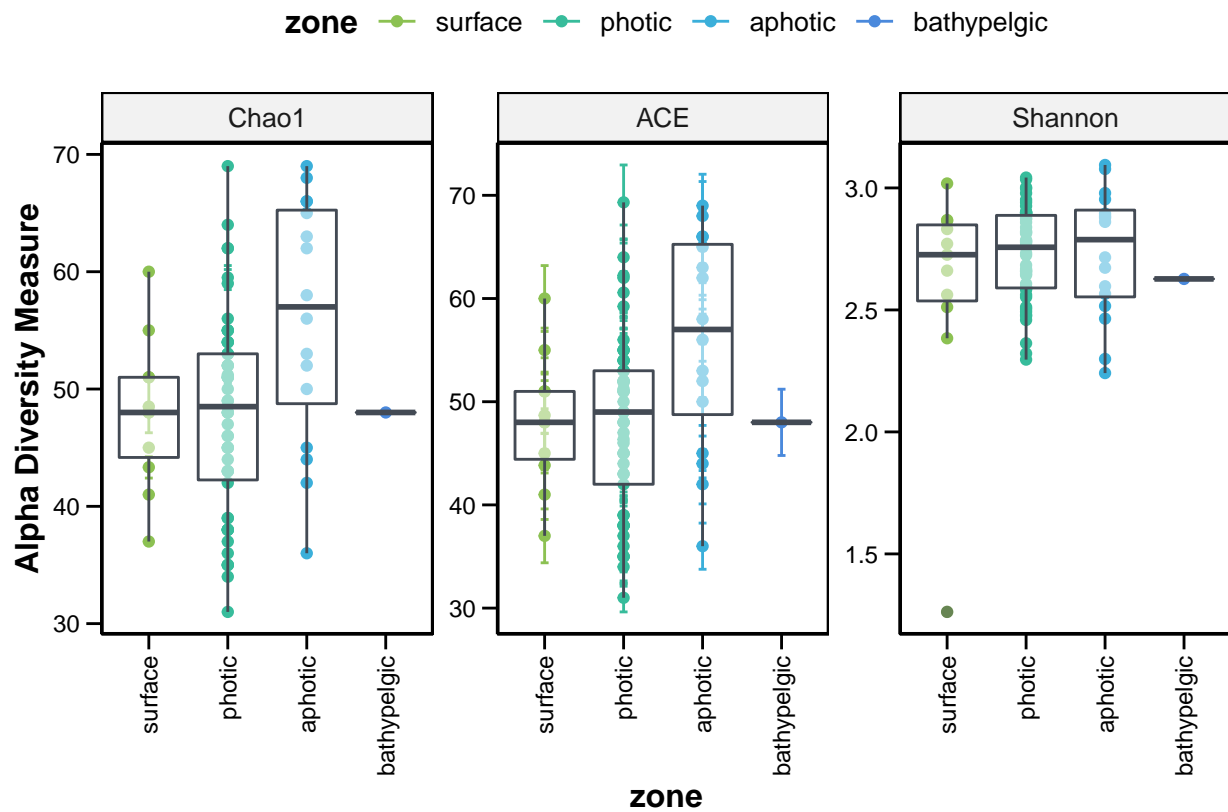 zone surface photic aphotic bathypelgic
Chao1 ACE Shannon
Alpha Diversity Measure
70
60
50
40
30
70
60
50
40
30
3.0
2.5
2.0
1.5
surface photic aphotic bathypelgic
surface photic aphotic bathypelgic
surface photic aphotic bathypelgic
zone